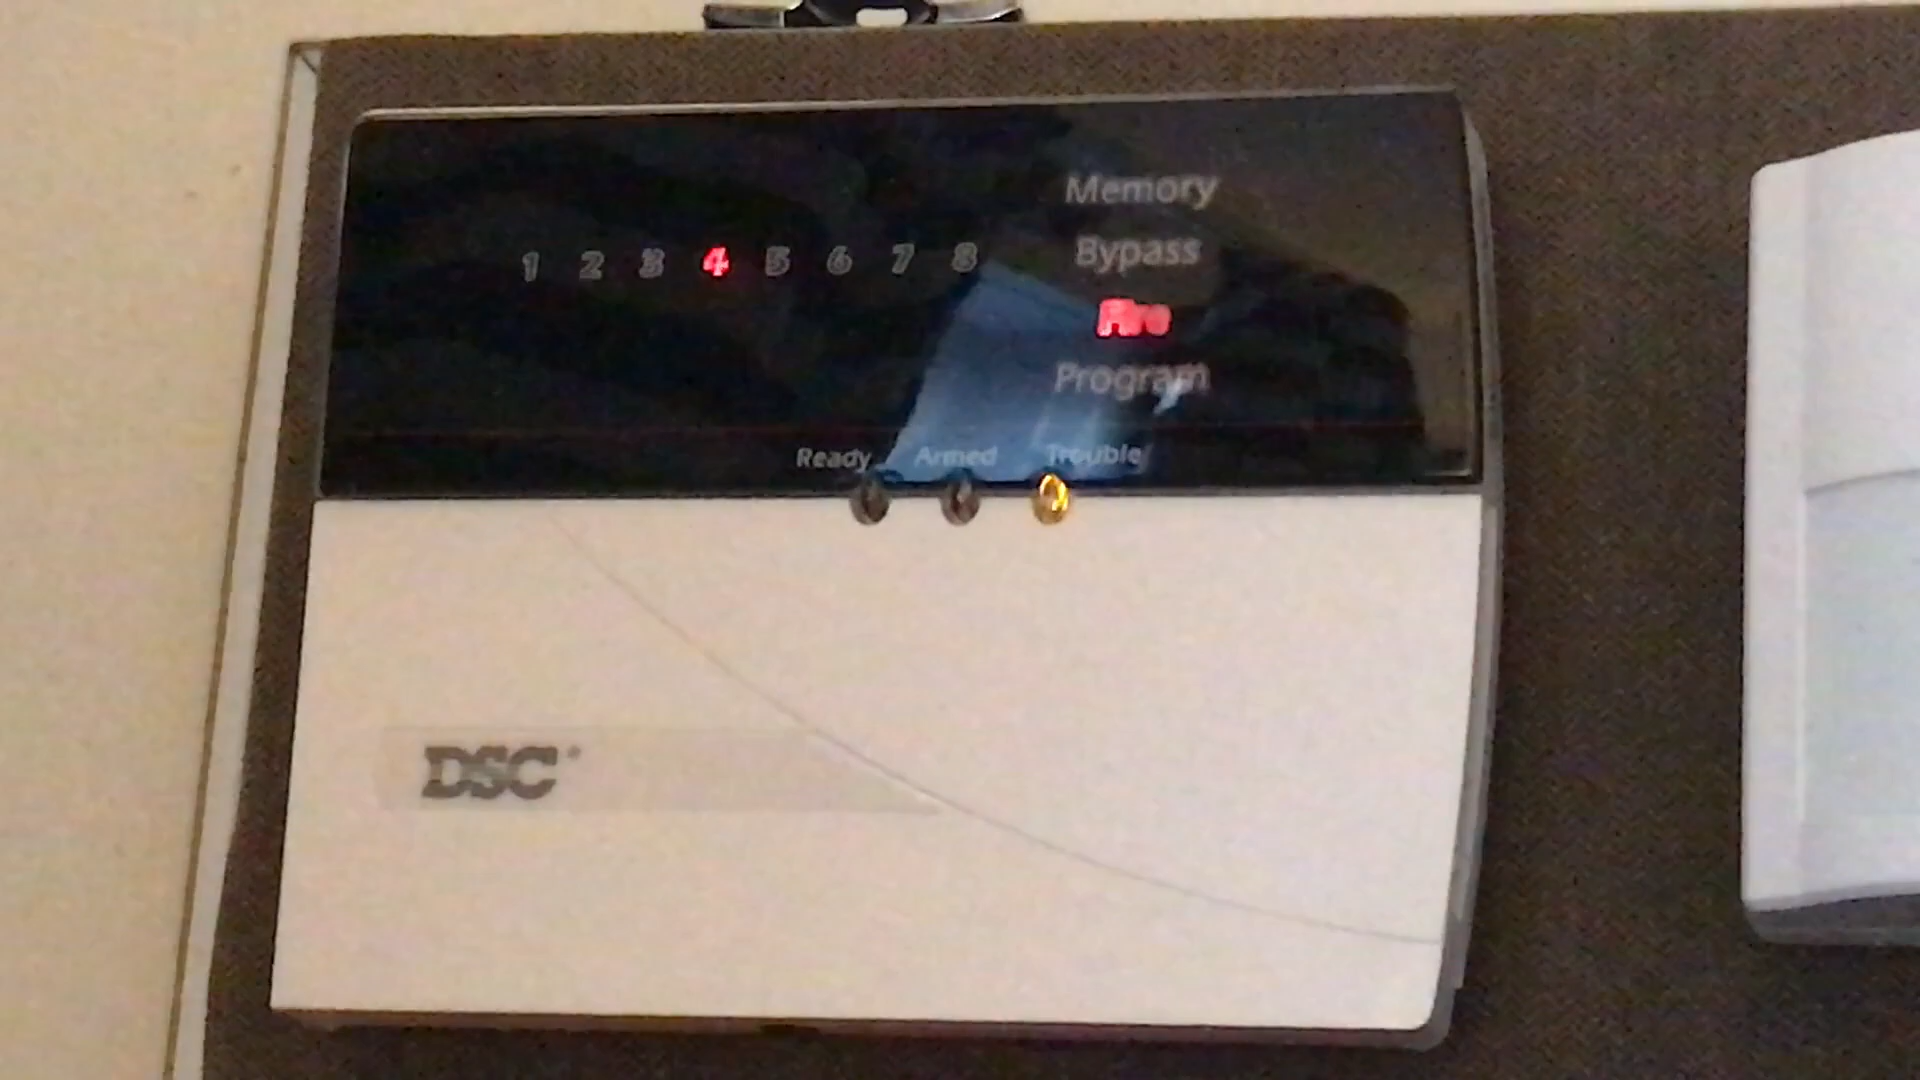 Memory
1 2 3 4 5 6 7 8
Bypass
Fire
Program
Ready Armed Trouble
DSC